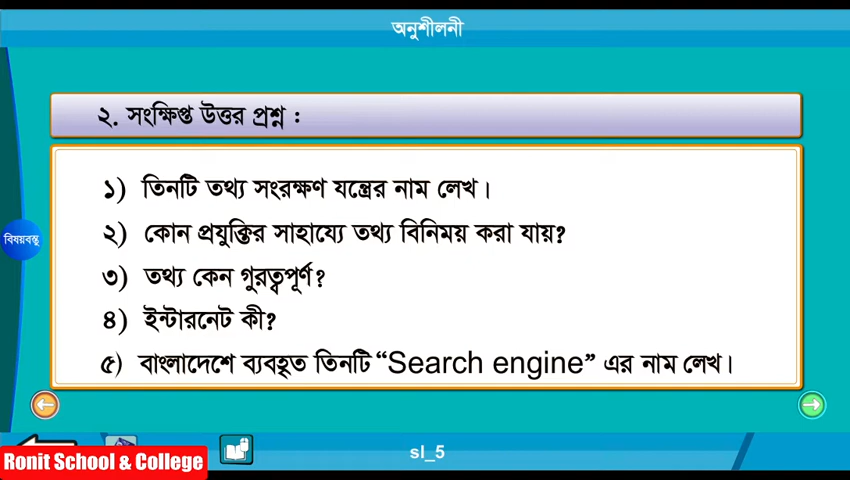 অনুশীলনী
২. সংক্ষিপ্ত উত্তর প্রশ্ন :
১) তিনটি তথ্য সংরক্ষণ যন্ত্রের নাম লেখ।
২) কোন প্রযুক্তির সাহায্যে তথ্য বিনিময় করা যায়?
বিষয়বস্তু
৩) তথ্য কেন গুরত্বপূর্ণ?
৪) ইন্টারনেট কী?
৫) বাংলাদেশে ব্যবহৃত তিনটি “Search engine” এর নাম লেখ।
sl_5
Ronit School & College